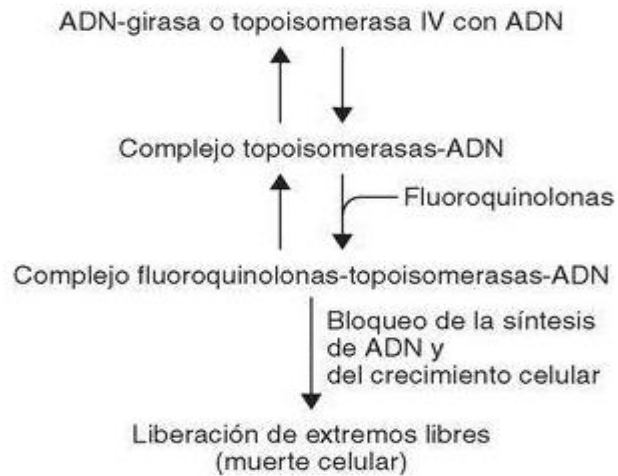 ADN-girasa o topoisomerasa IV con ADN
Complejo topoisomerasas-ADN
Fluoroquinolonas
Complejo fluoroquinolonas-topoisomerasas-ADN
Bloqueo de la síntesis
de ADN y
del crecimiento celular
Liberación de extremos libres
(muerte celular)